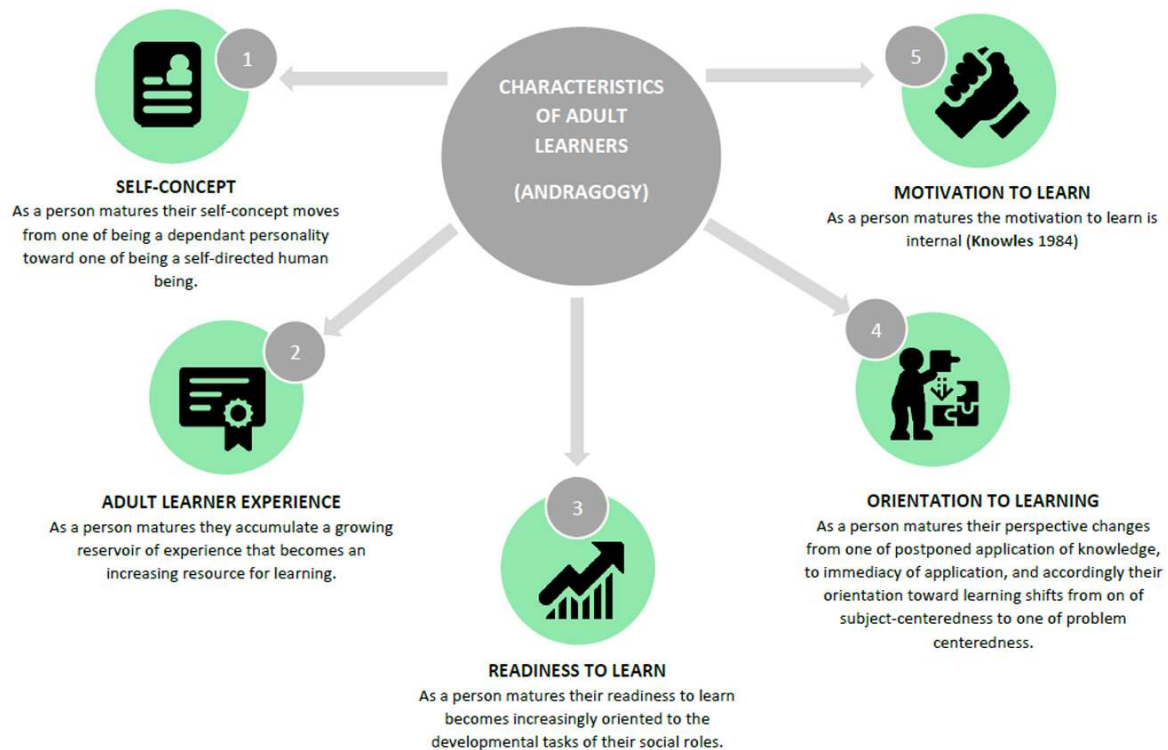 CHARACTERISTICS
OF ADULT
LEARNERS
(ANDRAGOGY)
1
SELF-CONCEPT
As a person matures their self-concept moves
from one of being a dependant personality
toward one of being a self-directed human
being.
2
ADULT LEARNER EXPERIENCE
As a person matures they accumulate a growing
reservoir of experience that becomes an
increasing resource for learning.
3
READINESS TO LEARN
As a person matures their readiness to learn
becomes increasingly oriented to the
developmental tasks of their social roles.
4
ORIENTATION TO LEARNING
As a person matures their perspective changes
from one of postponed application of knowledge,
to immediacy of application, and accordingly their
orientation toward learning shifts from on of
subject-centeredness to one of problem
centeredness.
5
MOTIVATION TO LEARN
As a person matures the motivation to learn is
internal (Knowles 1984)